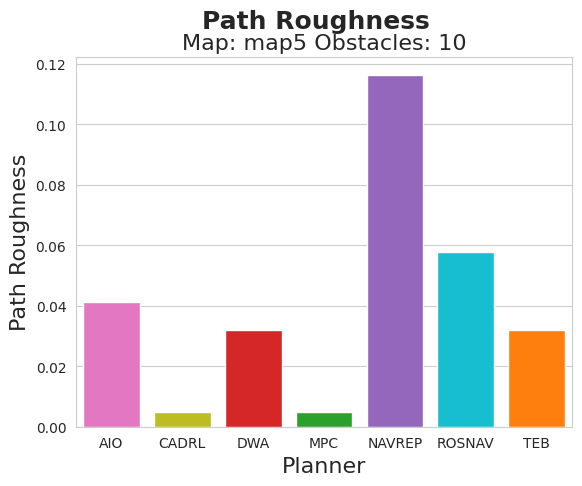 Path Roughness
Map: map5 Obstacles: 10
Path Roughness
0.12
0.10
0.08
0.06
0.04
0.02
0.00
AIO CADRL DWA MPC NAVREP ROSNAV TEB
Planner